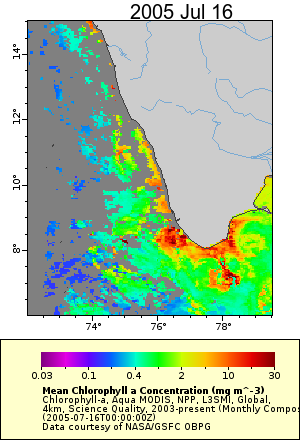 2005 Jul 16
14°
12°
10°
8°
74°
76°
78°
0.03
0.1
0.5
2
10
30
Mean Chlorophyll a Concentration (mg m^-3)
Chlorophyll-a, Aqua MODIS, NPP, L3SMI, Global,
4km, Science Quality, 2003-present (Monthly Compos
(2005-07-16T00:00:00Z)
Data courtesy of NASA/GSFC OBPG